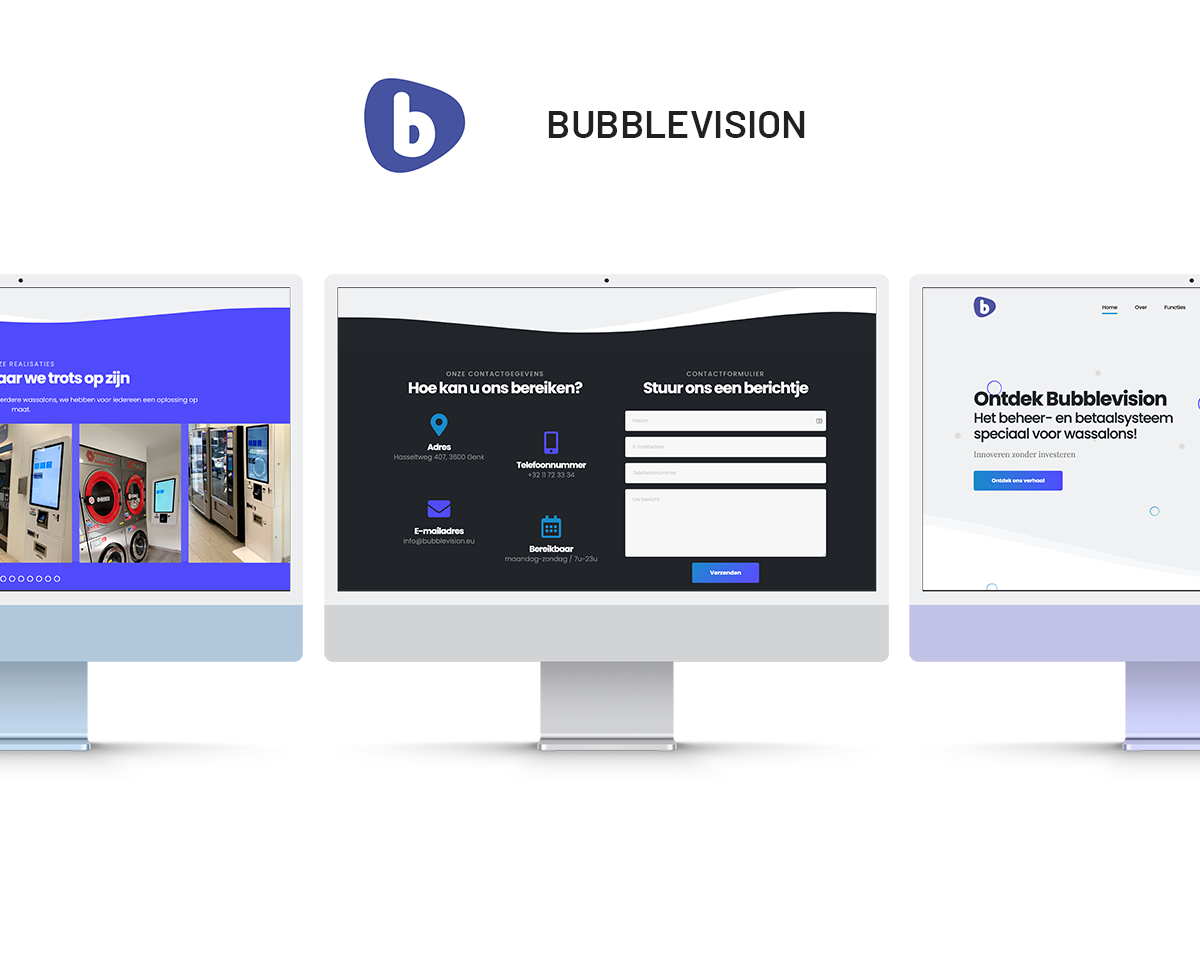 b
BUBBLEVISION
ZE REALISATIES
aar we trots op zijn
erdere wassalons, we hebben voor iedereen een oplossing op
maat.
ONZE CONTACTGEGEVENS
Hoe kan u ons bereiken?
Adres
Hasseltweg 407, 3600 Genk
Telefoonnummer
+32 11 72 33 34
E-mailadres
info@bubblevision.eu
Bereikbaar
maandag-zondag / 7u-23u
CONTACTFORMULIER
Stuur ons een berichtje
Naam
E-mailadres
Telefoonnummer
Uw bericht
Verzenden
b
Home Over Functies
Ontdek Bubblevision
Het beheer- en betaalsysteem
speciaal voor wassalons!
Innoveren zonder investeren
Ontdek ons verhaal